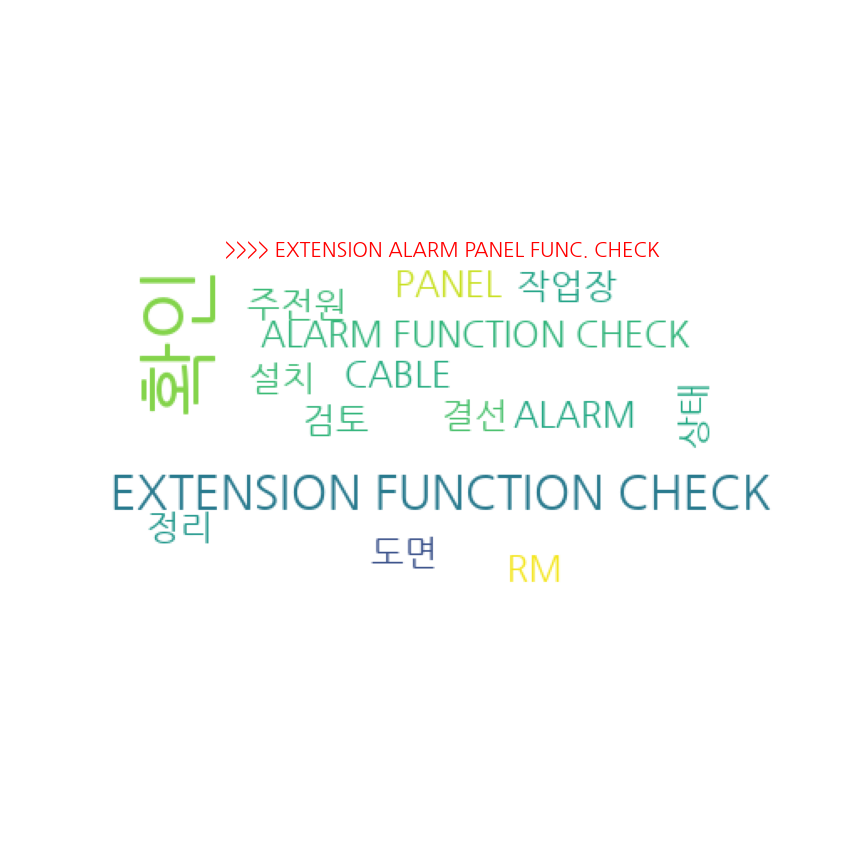 >>>> EXTENSION ALARM PANEL FUNC. CHECK
확인
주전원
PANEL
작업장
ALARM FUNCTION CHECK
설치
CABLE
검토
결선
ALARM
상태
EXTENSION FUNCTION CHECK
정리
도면
RM